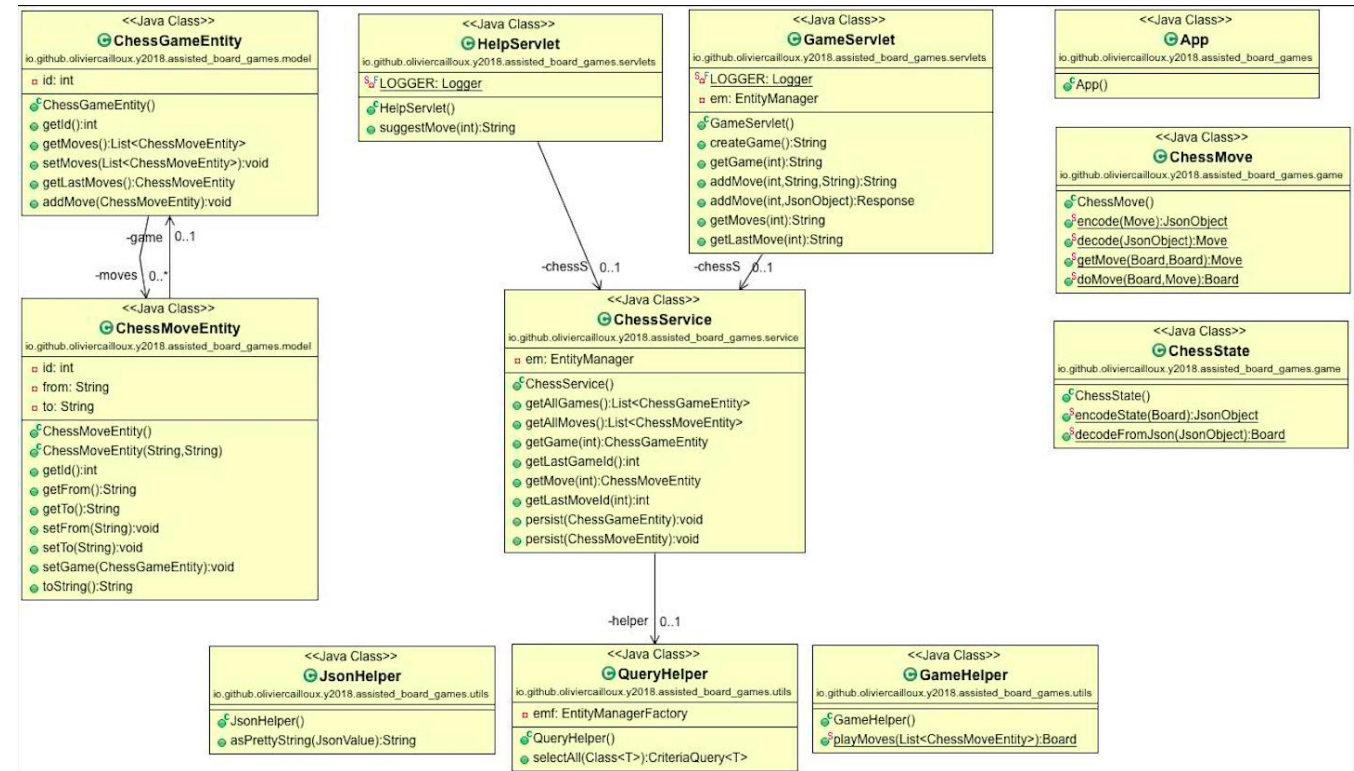 <<Java Class>>
ChessGameEntity
io.github.oliviercailloux.y2018.assisted_board_games.model
id: int
ChessGameEntity()
getId():int
getMoves():List<ChessMoveEntity>
setMoves(List<ChessMoveEntity>):void
getLastMoves():ChessMoveEntity
addMove(ChessMoveEntity):void
-game 0..1
-moves 0..*
<<Java Class>>
ChessMoveEntity
io.github.oliviercailloux.y2018.assisted_board_games.model
id: int
from: String
to: String
ChessMoveEntity()
ChessMoveEntity(String,String)
getId():int
getFrom():String
getTo():String
setFrom(String):void
setTo(String):void
setGame(ChessGameEntity):void
toString():String
<<Java Class>>
HelpServlet
io.github.oliviercailloux.y2018.assisted_board_games.servlets
LOGGER: Logger
HelpServlet()
suggestMove(int):String
-chessS 0..1
<<Java Class>>
GameServlet
io.github.oliviercailloux.y2018.assisted_board_games.servlets
LOGGER: Logger
em: EntityManager
GameServlet()
createGame():String
getGame(int):String
addMove(int,String,String):String
addMove(int,JsonObject):Response
getMoves(int):String
getLastMove(int):String
-chessS 0..1
<<Java Class>>
ChessService
io.github.oliviercailloux.y2018.assisted_board_games.service
em: EntityManager
ChessService()
getAllGames():List<ChessGameEntity>
getAllMoves():List<ChessMoveEntity>
getGame(int):ChessGameEntity
getLastGameId():int
getMove(int):ChessMoveEntity
getLastMoveId(int):int
persist(ChessGameEntity):void
persist(ChessMoveEntity):void
-helper 0..1
<<Java Class>>
App
io.github.oliviercailloux.y2018.assisted_board_games
App()
<<Java Class>>
ChessMove
io.github.oliviercailloux.y2018.assisted_board_games.game
ChessMove()
encode(Move):JsonObject
decode(JsonObject):Move
getMove(Board,Board):Move
doMove(Board,Move):Board
<<Java Class>>
ChessState
io.github.oliviercailloux.y2018.assisted_board_games.game
ChessState()
encodeState(Board):JsonObject
decodeFromJson(JsonObject):Board
<<Java Class>>
JsonHelper
io.github.oliviercailloux.y2018.assisted_board_games.utils
JsonHelper()
asPrettyString(JsonValue):String
<<Java Class>>
QueryHelper
io.github.oliviercailloux.y2018.assisted_board_games.utils
emf: EntityManagerFactory
QueryHelper()
selectAll(Class<T>):CriteriaQuery<T>
<<Java Class>>
GameHelper
io.github.oliviercailloux.y2018.assisted_board_games.utils
GameHelper()
playMoves(List<ChessMoveEntity>):Board